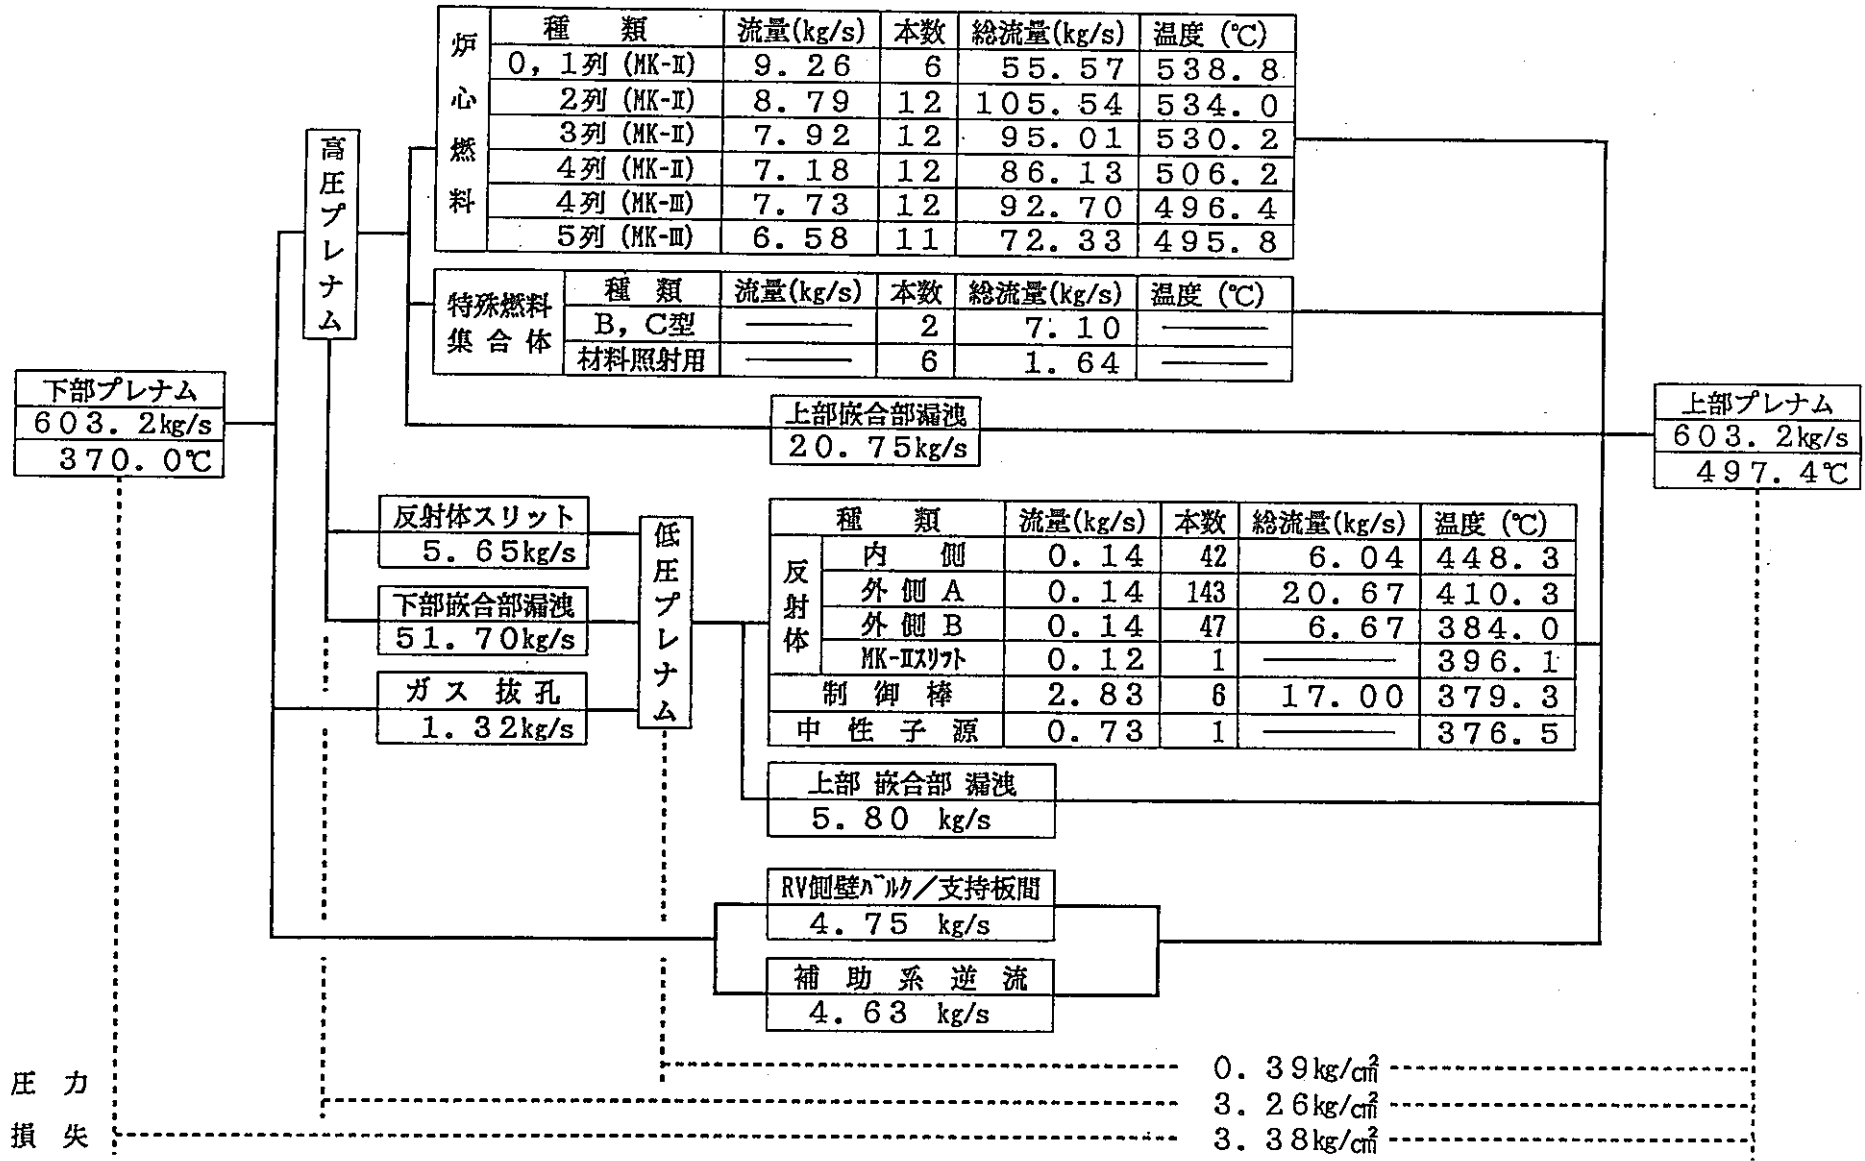 炉心燃料
種 類 流量(kg/s) 本数 総流量(kg/s) 温度 (℃)
0, 1列 (MK-Ⅱ) 9.26 6 55.57 538.8
2列 (MK-Ⅱ) 8.79 12 105.54 534.0
3列 (MK-Ⅱ) 7.92 12 95.01 530.2
4列 (MK-Ⅱ) 7.18 12 86.13 506.2
4列 (MK-Ⅲ) 7.73 12 92.70 496.4
5列 (MK-Ⅲ) 6.58 11 72.33 495.8
高圧プレナム
特殊燃料
集合体
種 類 流量(kg/s) 本数 総流量(kg/s) 温度 (℃)
B, C型 ——— 2 7.10 ———
材料照射用 ——— 6 1.64 ———
下部プレナム
603.2kg/s
370.0℃
上部嵌合部漏洩
20.75kg/s
上部プレナム
603.2kg/s
497.4℃
反射体スリット
5.65kg/s
下部嵌合部漏洩
51.70kg/s
ガス 抜孔
1.32kg/s
低圧プレナム
種 類 流量(kg/s) 本数 総流量(kg/s) 温度 (℃)
反射体
内 側 0.14 42 6.04 448.3
外 側 A 0.14 143 20.67 410.3
外 側 B 0.14 47 6.67 384.0
MK-Ⅱスリフト 0.12 1 ——— 396.1
制 御 棒 2.83 6 17.00 379.3
中 性 子 源 0.73 1 ——— 376.5
上部 嵌合部 漏洩
5.80 kg/s
RV側壁バルク/支持板間
4.75 kg/s
補 助 系 逆 流
4.63 kg/s
圧 力
損 失
0.39kg/cm²
3.26kg/cm²
3.38kg/cm²